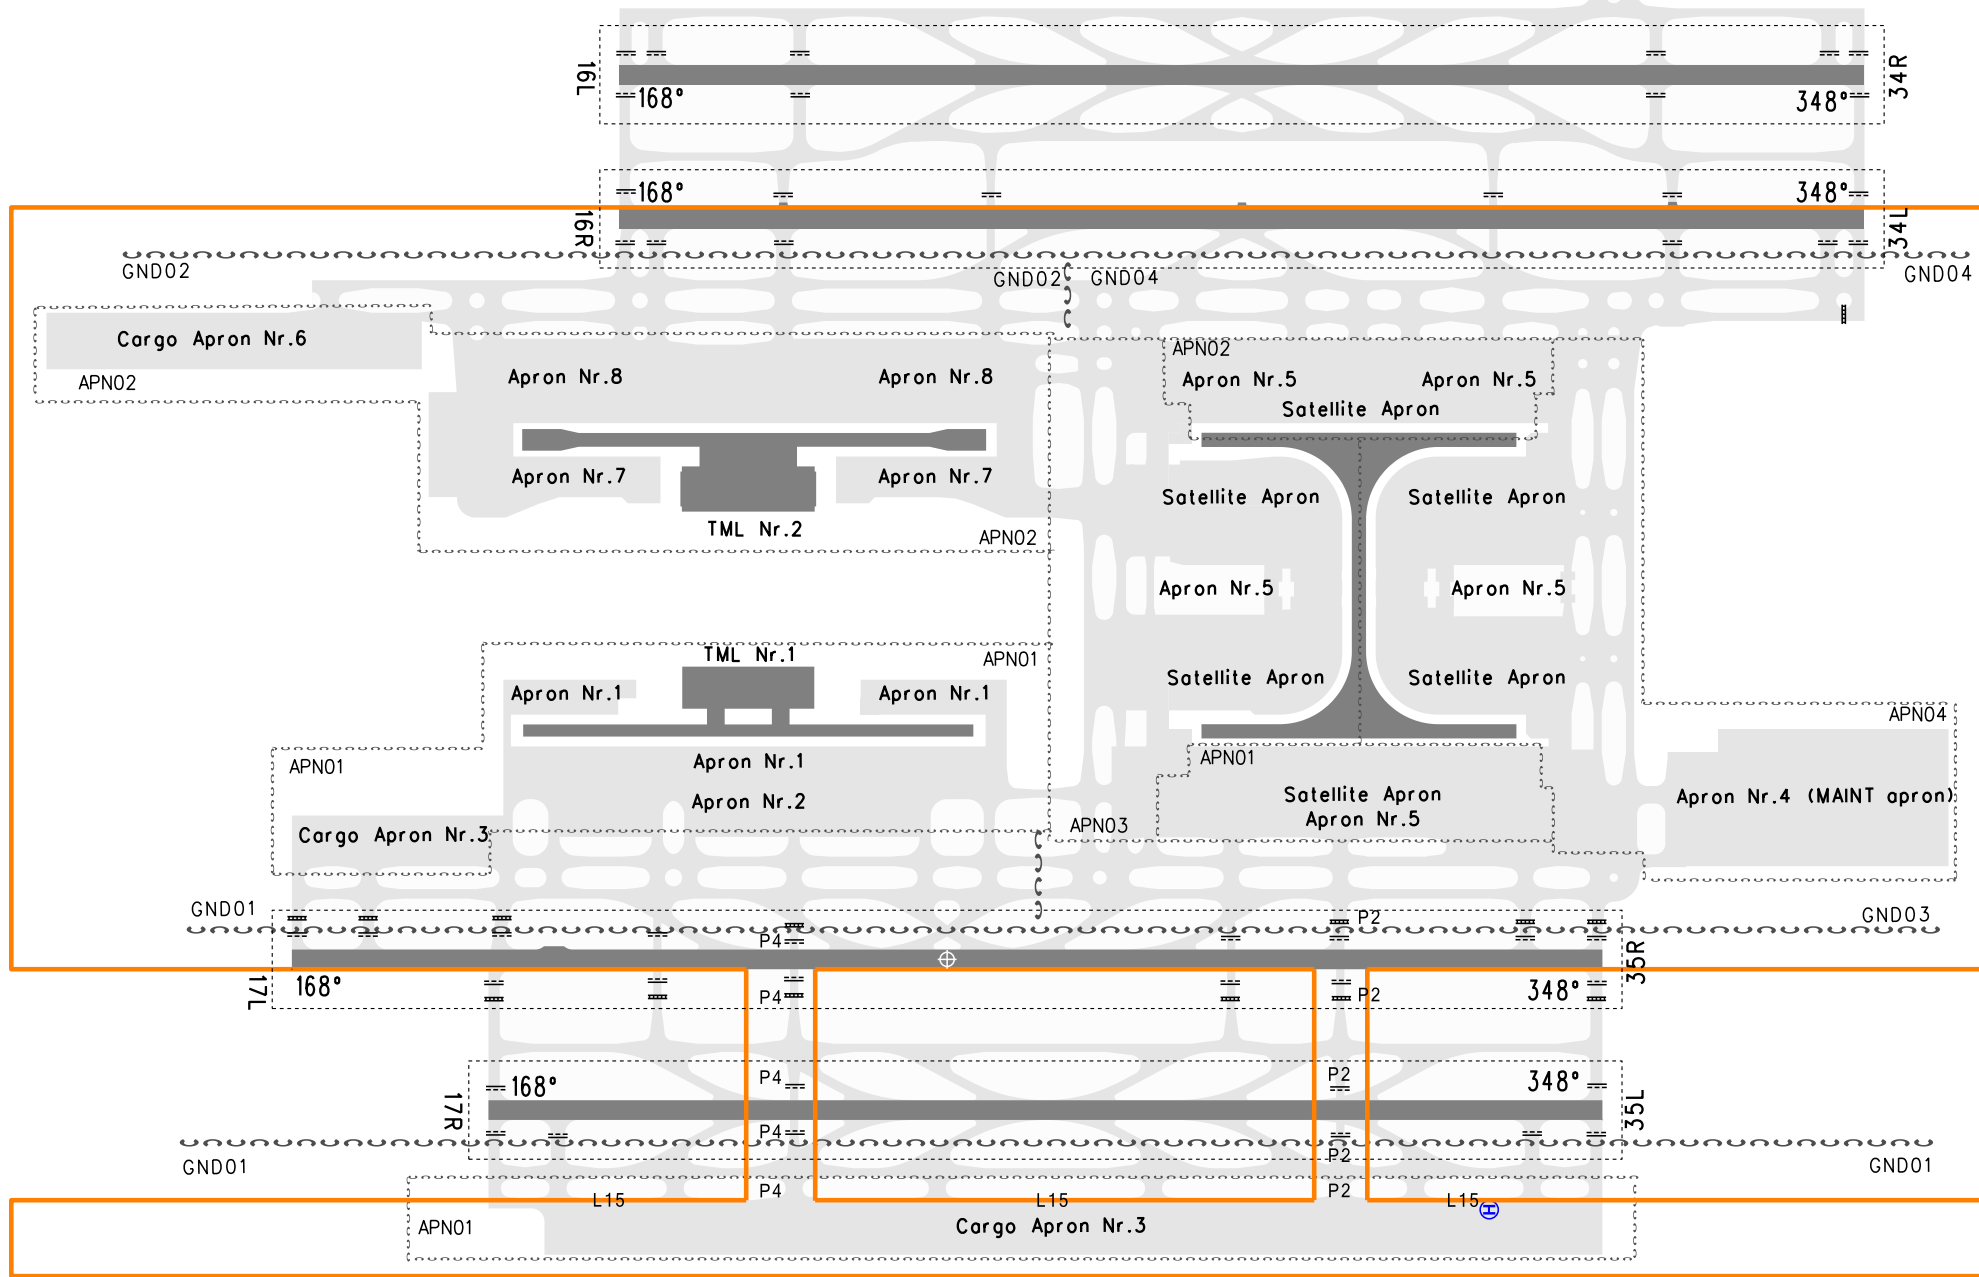 16L
168°
348°
34R
168°
348°
16R
34L
GND02
GND02
GND04
GND04
Cargo Apron Nr.6
APN02
Apron Nr.8
Apron Nr.8
APN02
Apron Nr.5
Apron Nr.5
Satellite Apron
Apron Nr.7
Apron Nr.7
TML Nr.2
APN02
Satellite Apron
Satellite Apron
Apron Nr.5
Apron Nr.5
TML Nr.1
APN01
Apron Nr.1
Apron Nr.1
Satellite Apron
Satellite Apron
APN04
APN01
Apron Nr.1
APN01
Apron Nr.2
Satellite Apron
Apron Nr.5
Apron Nr.4 (MAINT apron)
Cargo Apron Nr.3
APN03
GND01
P2
GND03
P4
17L
168°
P4
P2
348°
35R
P4
P2
168°
348°
17R
35L
P4
P2
GND01
GND01
P4
P2
L15
L15
L15
H
APN01
Cargo Apron Nr.3